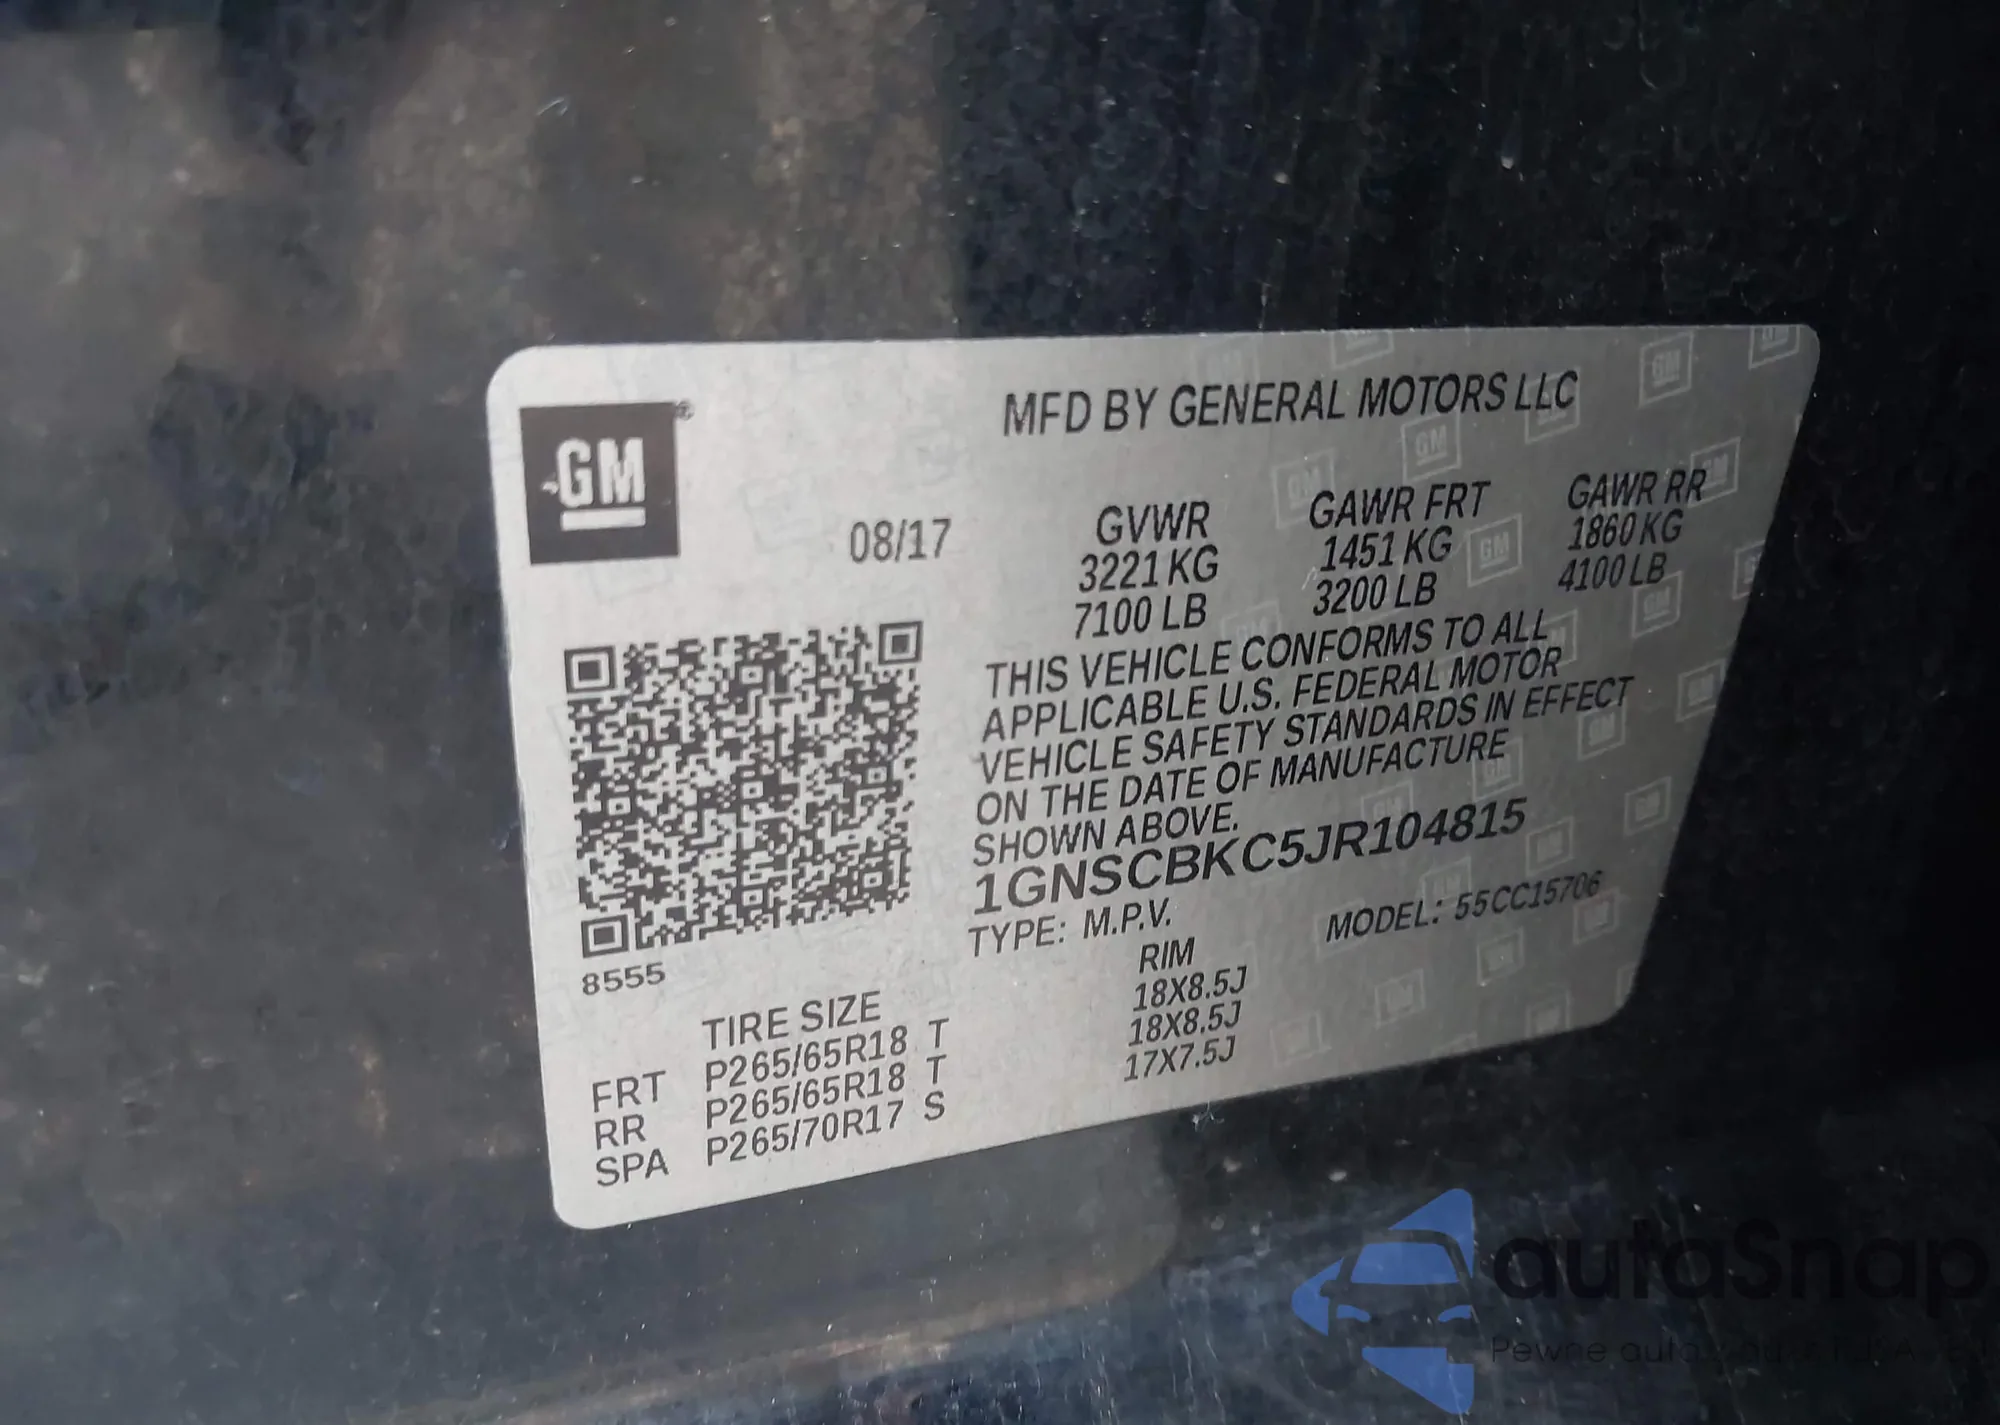 GM
MFD BY GENERAL MOTORS LLC
08/17
GVWR GAWR FRT GAWR RR
3221 KG 1451 KG 1860 KG
7100 LB 3200 LB 4100 LB
THIS VEHICLE CONFORMS TO ALL
APPLICABLE U.S. FEDERAL MOTOR
VEHICLE SAFETY STANDARDS IN EFFECT
ON THE DATE OF MANUFACTURE
SHOWN ABOVE.
1GNSCBKC5JR104815
TYPE: M.P.V. MODEL: 55CC15706
8555
TIRE SIZE RIM
FRT P265/65R18 T 18X8.5J
RR P265/65R18 T 18X8.5J
SPA P265/70R17 S 17X7.5J
autaSnap
Pewne auta